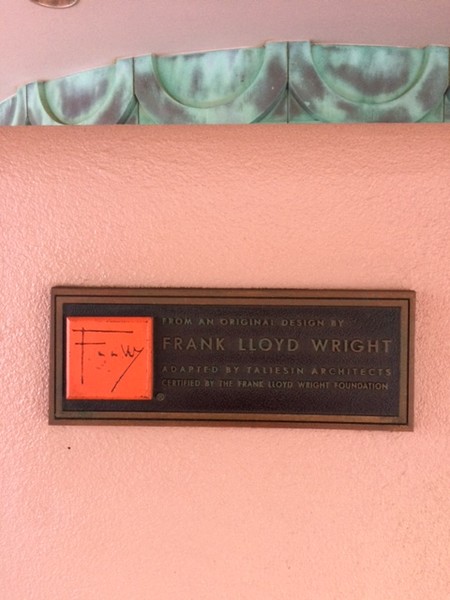 FROM AN ORIGINAL DESIGN BY
FRANK LLOYD WRIGHT
ADAPTED BY TALIESIN ARCHITECTS
CERTIFIED BY THE FRANK LLOYD WRIGHT FOUNDATION
®